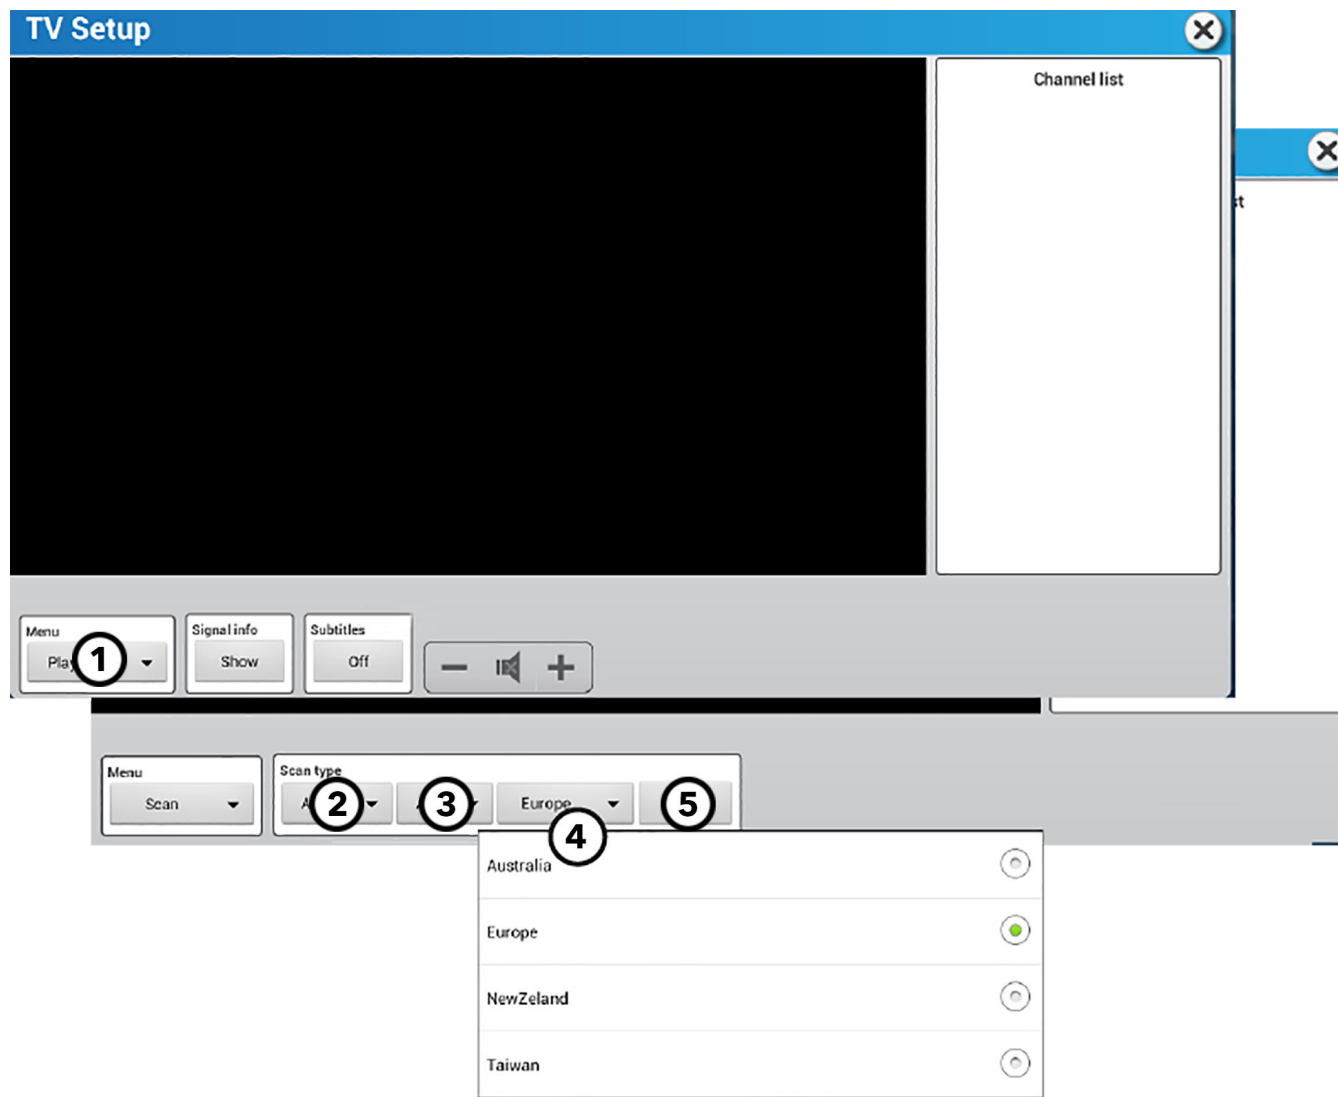 TV Setup
Channel list
st
Menu
Signal info
Subtitles
1
Show
Off
Menu
Scan type
Scan
2
3
Europe
5
4
Australia
Europe
NewZeland
Taiwan